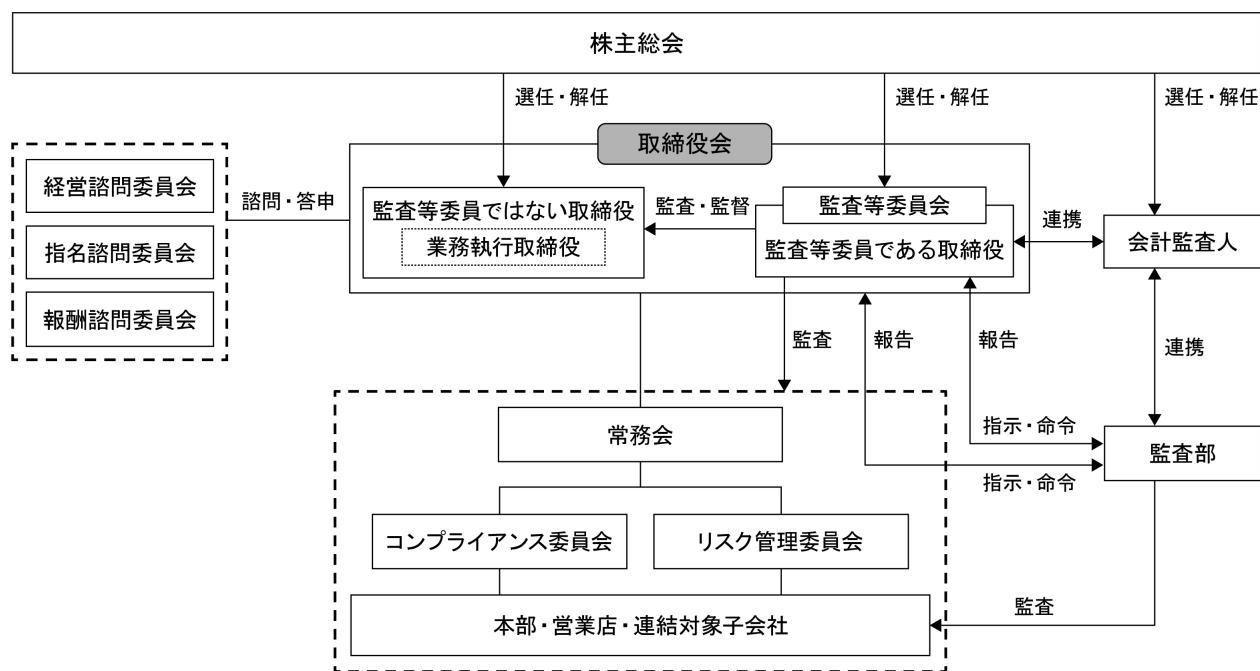 株主総会
選任・解任
選任・解任
選任・解任
取締役会
経営諮問委員会
指名諮問委員会
報酬諮問委員会
諮問・答申
監査等委員ではない取締役
業務執行取締役
監査・監督
監査等委員会
監査等委員である取締役
連携
会計監査人
監査
報告
報告
連携
常務会
指示・命令
監査部
指示・命令
コンプライアンス委員会
リスク管理委員会
本部・営業店・連結対象子会社
監査